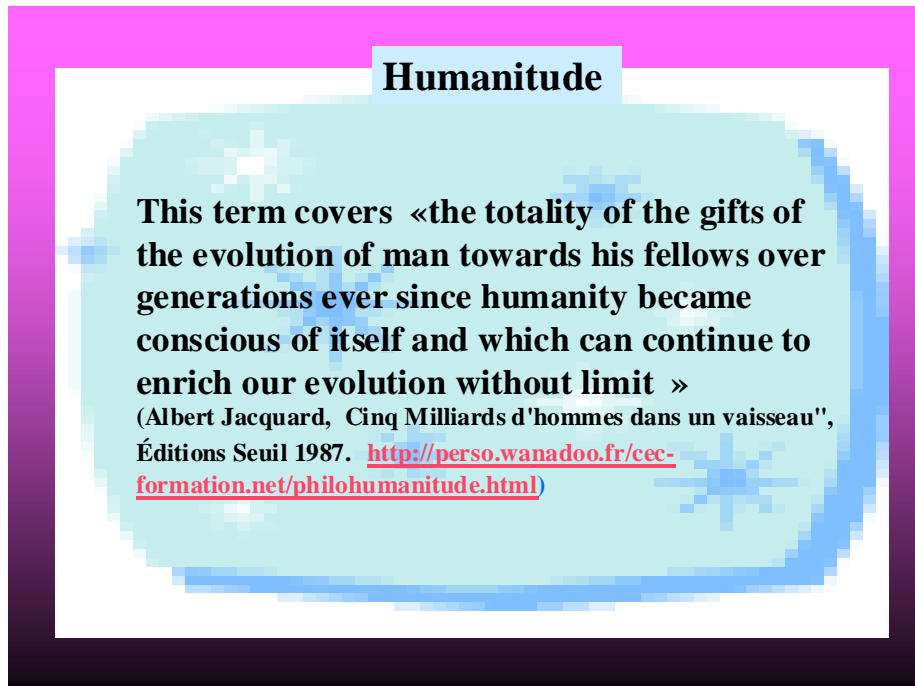 Humanitude
This term covers «the totality of the gifts of
the evolution of man towards his fellows over
generations ever since humanity became
conscious of itself and which can continue to
enrich our evolution without limit »
(Albert Jacquard, Cinq Milliards d'hommes dans un vaisseau",
Éditions Seuil 1987. http://perso.wanadoo.fr/cec-
formation.net/philohumanitude.html)